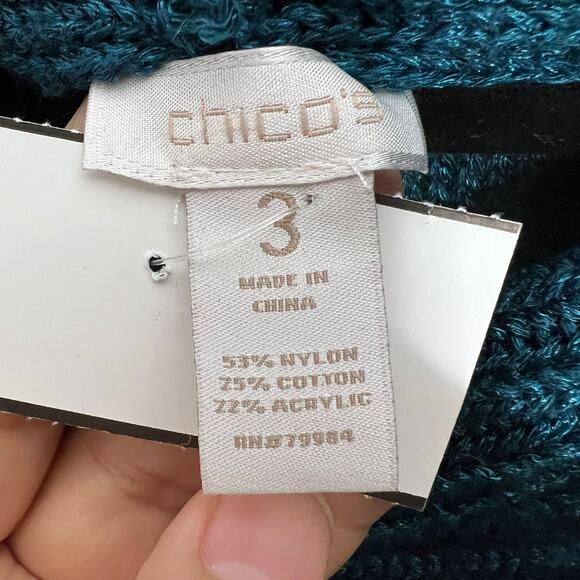 chico's
3
MADE IN
CHINA
53% NYLON
25% COTTON
22% ACRYLIC
RN#79984